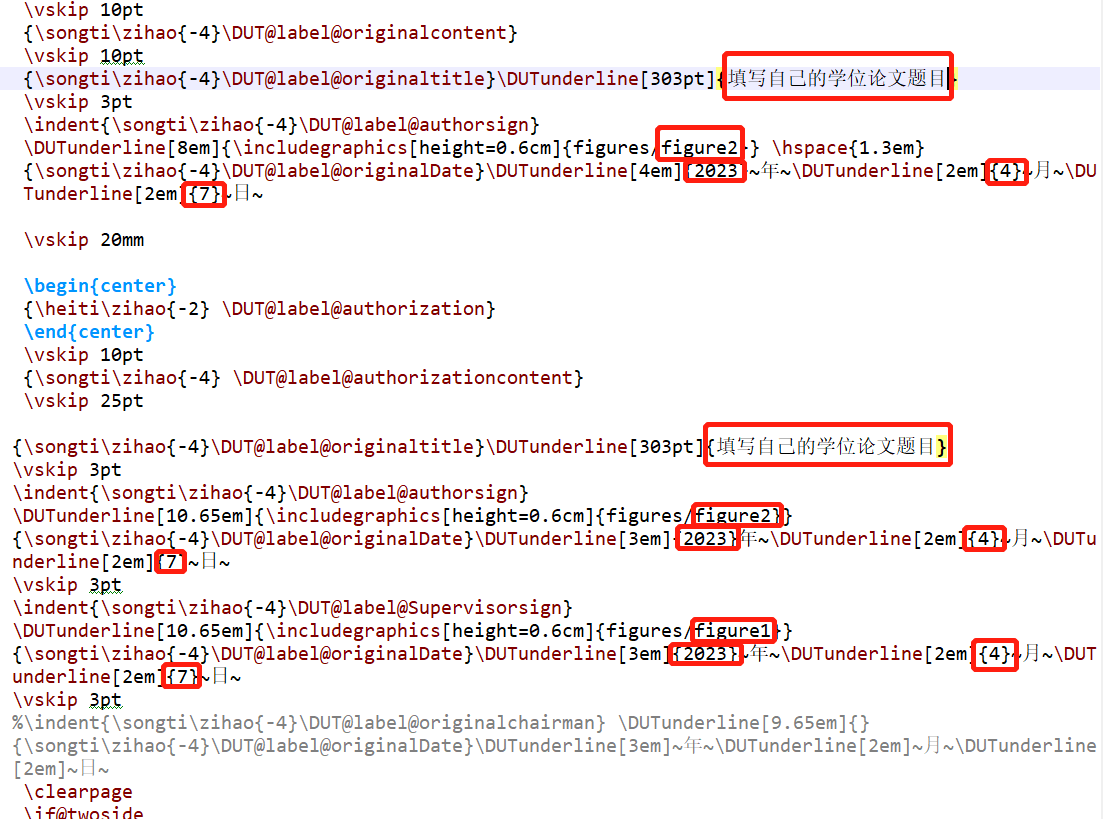 \vskip 10pt
{\songti\zihao{-4}\DUT@label@originalcontent}
\vskip 10pt
{\songti\zihao{-4}\DUT@label@originaltitle}\DUTunderline[303pt]{填写自己的学位论文题目}
\vskip 3pt
\indent{\songti\zihao{-4}\DUT@label@authorsign}
\DUTunderline[8em]{\includegraphics[height=0.6cm]{figures/figure2}} \hspace{1.3em}
{\songti\zihao{-4}\DUT@label@originalDate}\DUTunderline[4em]{2023}~年~\DUTunderline[2em]{4}~月~\DU
Tunderline[2em]{7}~日~
\vskip 20mm
\begin{center}
{\heiti\zihao{-2} \DUT@label@authorization}
\end{center}
\vskip 10pt
{\songti\zihao{-4} \DUT@label@authorizationcontent}
\vskip 25pt
{\songti\zihao{-4}\DUT@label@originaltitle}\DUTunderline[303pt]{填写自己的学位论文题目}
\vskip 3pt
\indent{\songti\zihao{-4}\DUT@label@authorsign}
\DUTunderline[10.65em]{\includegraphics[height=0.6cm]{figures/figure2}}
{\songti\zihao{-4}\DUT@label@originalDate}\DUTunderline[3em]{2023}年~\DUTunderline[2em]{4}~月~\DUTu
nderline[2em]{7}~日~
\vskip 3pt
\indent{\songti\zihao{-4}\DUT@label@Supervisorsign}
\DUTunderline[10.65em]{\includegraphics[height=0.6cm]{figures/figure1}}
{\songti\zihao{-4}\DUT@label@originalDate}\DUTunderline[3em]{2023}~年~\DUTunderline[2em]{4}~月~\DUT
underline[2em]{7}~日~
\vskip 3pt
%\indent{\songti\zihao{-4}\DUT@label@originalchairman} \DUTunderline[9.65em]{}
{\songti\zihao{-4}\DUT@label@originalDate}\DUTunderline[3em]~年~\DUTunderline[2em]~月~\DUTunderline
[2em]~日~
\clearpage
\if@twoside